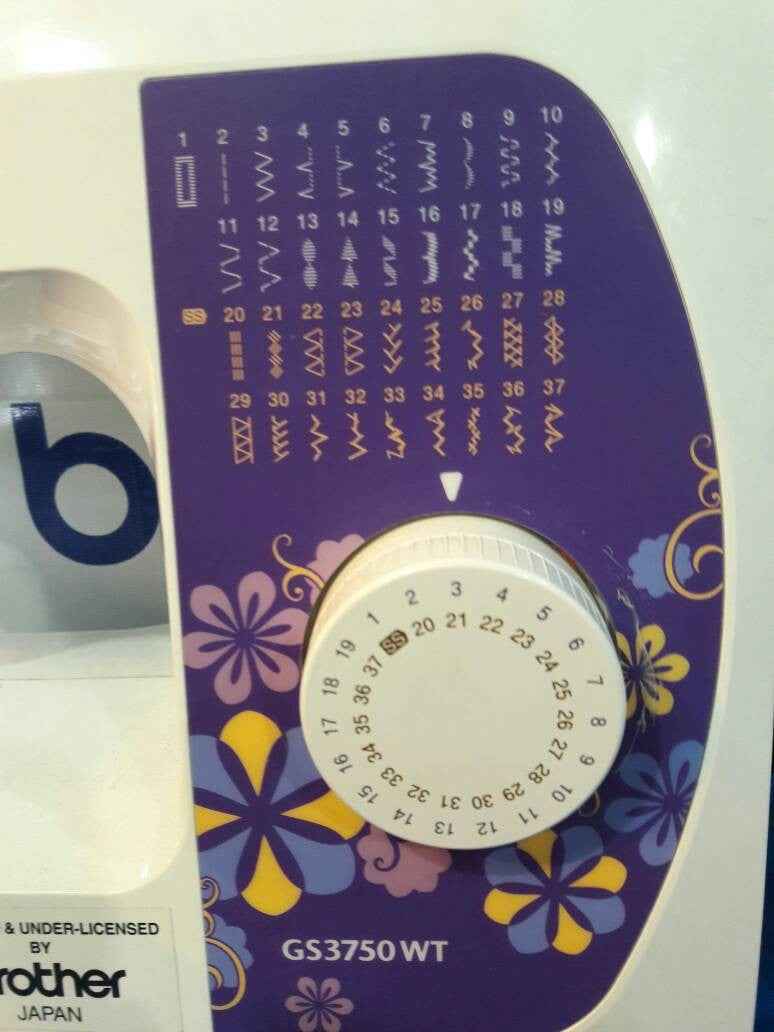 1 2 3 4 5 6 7 8 9 10
11 12 13 14 15 16 17 18 19
SS 20 21 22 23 24 25 26 27 28
29 30 31 32 33 34 35 36 37
1 2 3 4 5 6 7 8 9 10 11 12 13 14 15 16 17 18 19
SS 20 21 22 23 24 25 26 27 28 29 30 31 32 33 34 35 36 37
b
GS3750 WT
& UNDER-LICENSED
BY
rother
JAPAN